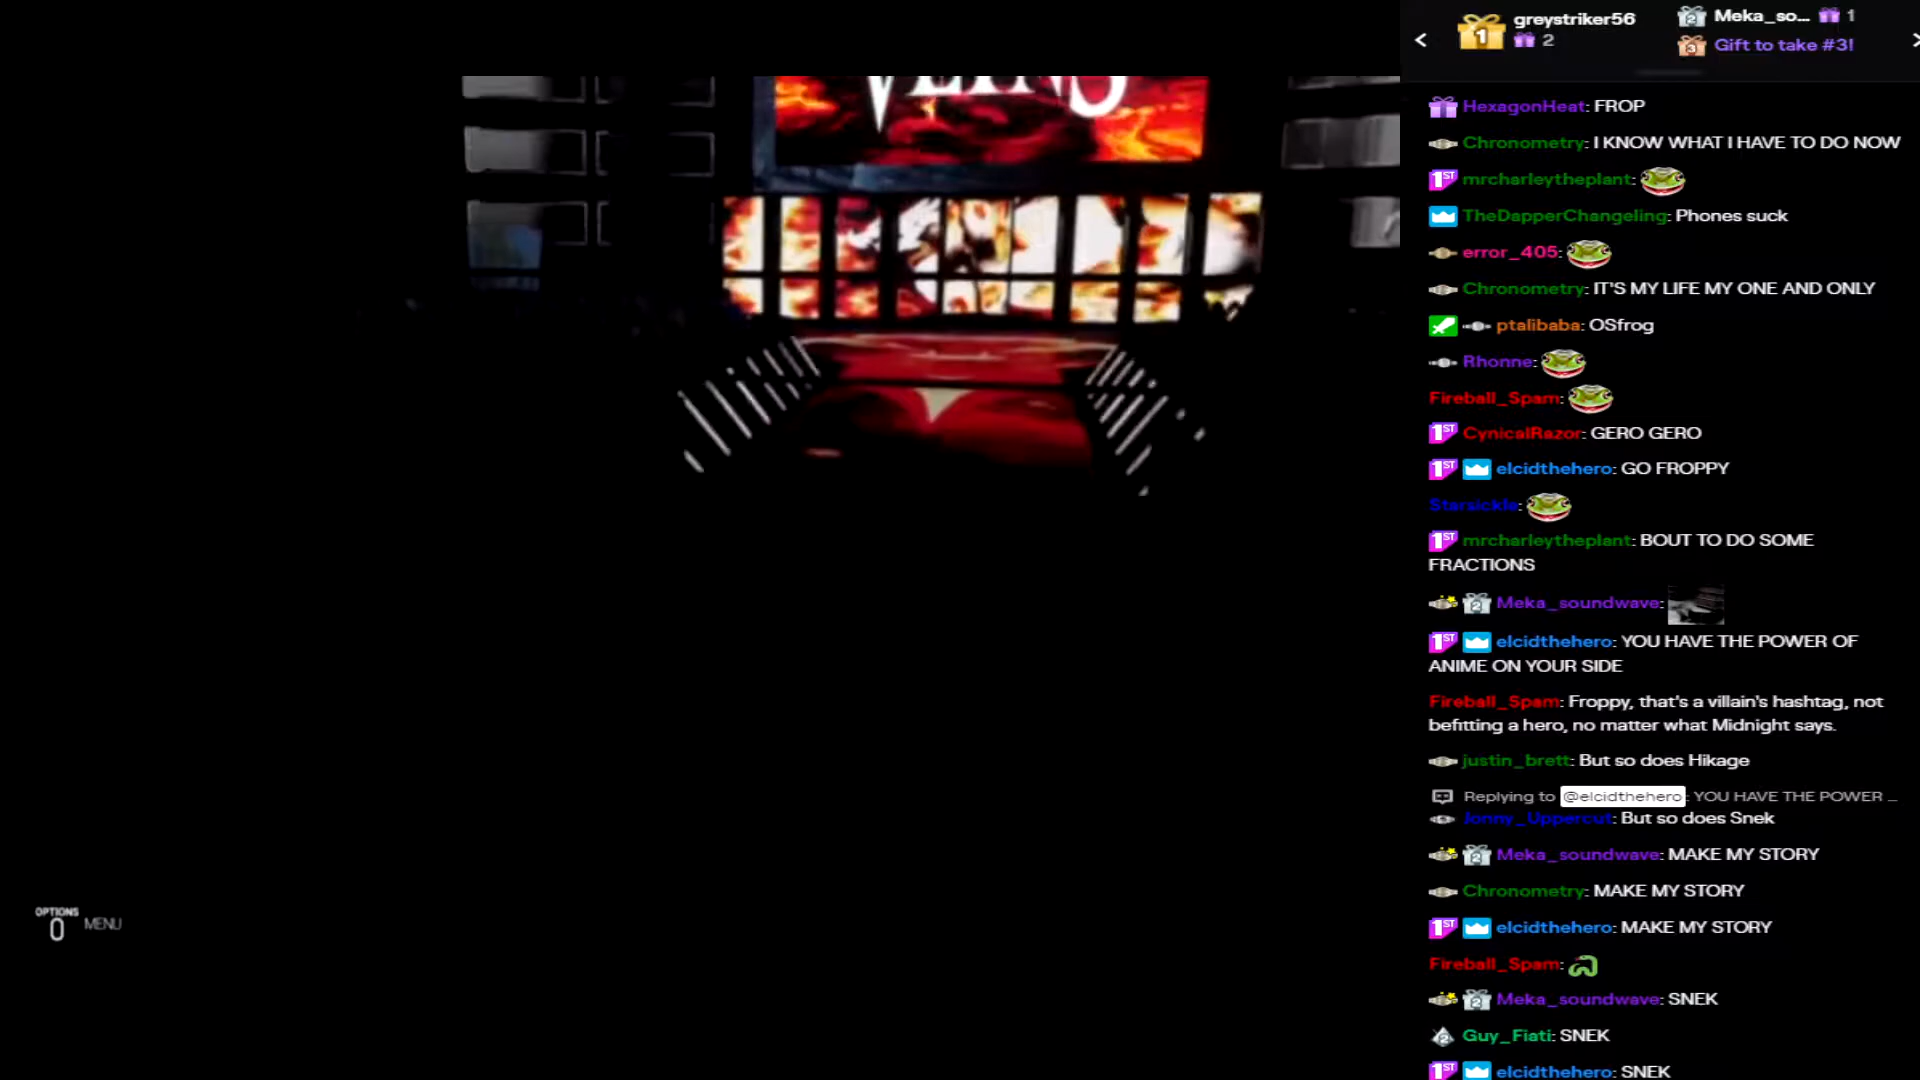 VEINS
OPTIONS
MENU
greystriker56
2
Meka_so... 1
Gift to take #3!
HexagonHeat: FROP
Chronometry: I KNOW WHAT I HAVE TO DO NOW
mrcharleytheplant:
TheDapperChangeling: Phones suck
error_405:
Chronometry: IT'S MY LIFE MY ONE AND ONLY
ptalibaba: OSfrog
Rhonne:
Fireball_Spam:
CynicalRazor: GERO GERO
elcidthehero: GO FROPPY
Starsickle:
mrcharleytheplant: BOUT TO DO SOME
FRACTIONS
Meka_soundwave:
elcidthehero: YOU HAVE THE POWER OF
ANIME ON YOUR SIDE
Fireball_Spam: Froppy, that's a villain's hashtag, not
befitting a hero, no matter what Midnight says.
justin_brett: But so does Hikage
Replying to @elcidthehero: YOU HAVE THE POWER ...
Jonny_Uppercut: But so does Snek
Meka_soundwave: MAKE MY STORY
Chronometry: MAKE MY STORY
elcidthehero: MAKE MY STORY
Fireball_Spam:
Meka_soundwave: SNEK
Guy_Fiati: SNEK
elcidthehero: SNEK